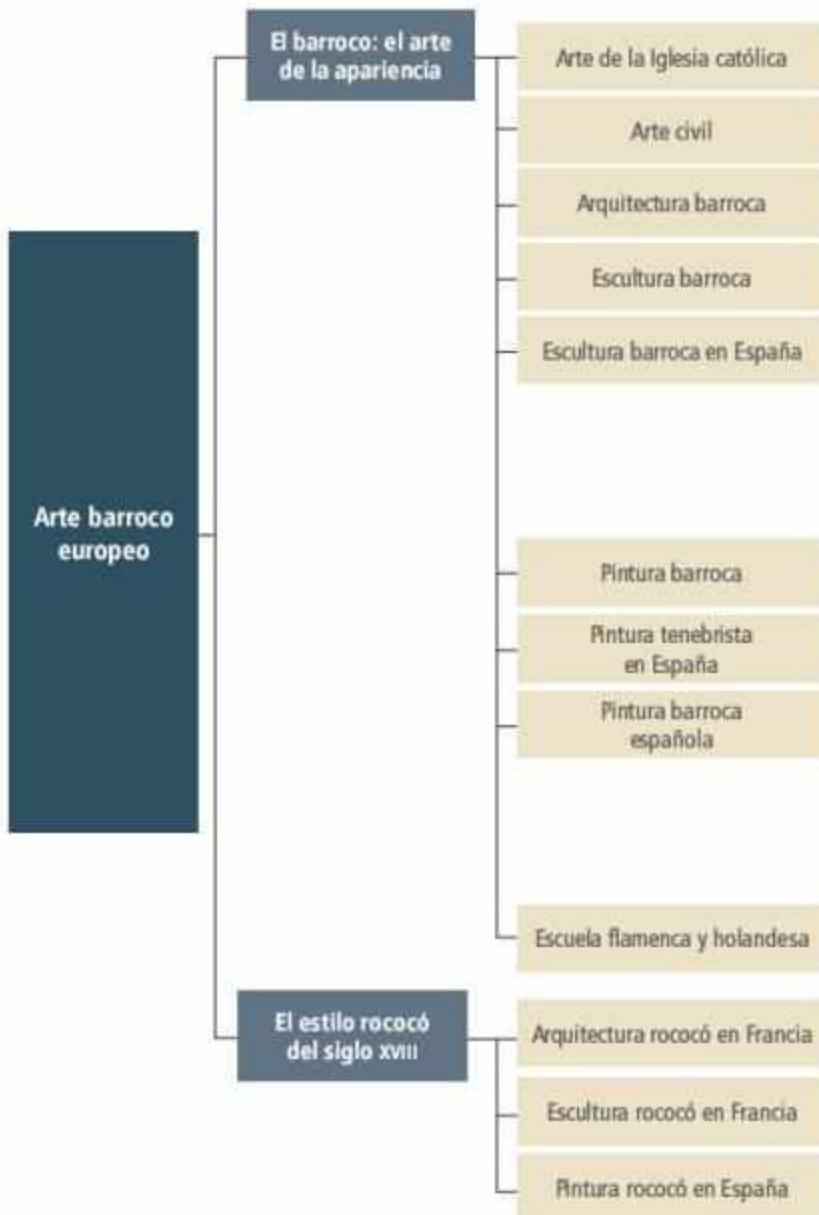 Arte barroco
europeo
El barroco: el arte
de la apariencia
Arte de la Iglesia católica
Arte civil
Arquitectura barroca
Escultura barroca
Escultura barroca en España
Pintura barroca
Pintura tenebrista
en España
Pintura barroca
española
Escuela flamenca y holandesa
El estilo rococó
del siglo XVIII
Arquitectura rococó en Francia
Escultura rococó en Francia
Pintura rococó en España